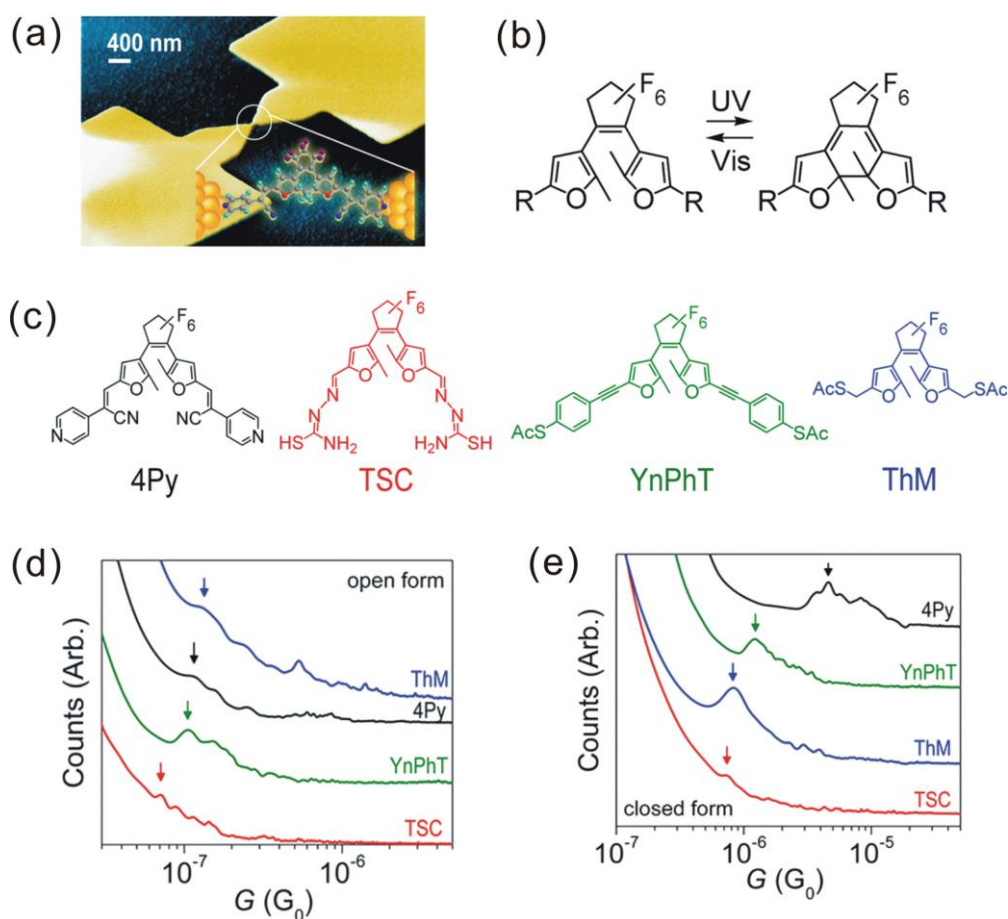 (a)
400 nm
(b)
F6
UV
Vis
F6
R
O
O
R
R
O
O
R
(c)
F6
O
O
NC
NC
N
N
4Py
F6
O
O
N
N
N
N
HS
NH2
H2N
SH
TSC
F6
O
O
AcS
SAc
YnPhT
F6
AcS
O
O
SAc
ThM
(d)
open form
Counts (Arb.)
ThM
4Py
YnPhT
TSC
10-7
10-6
G (G0)
(e)
Counts (Arb.)
4Py
YnPhT
ThM
TSC
closed form
10-7
10-6
10-5
G (G0)